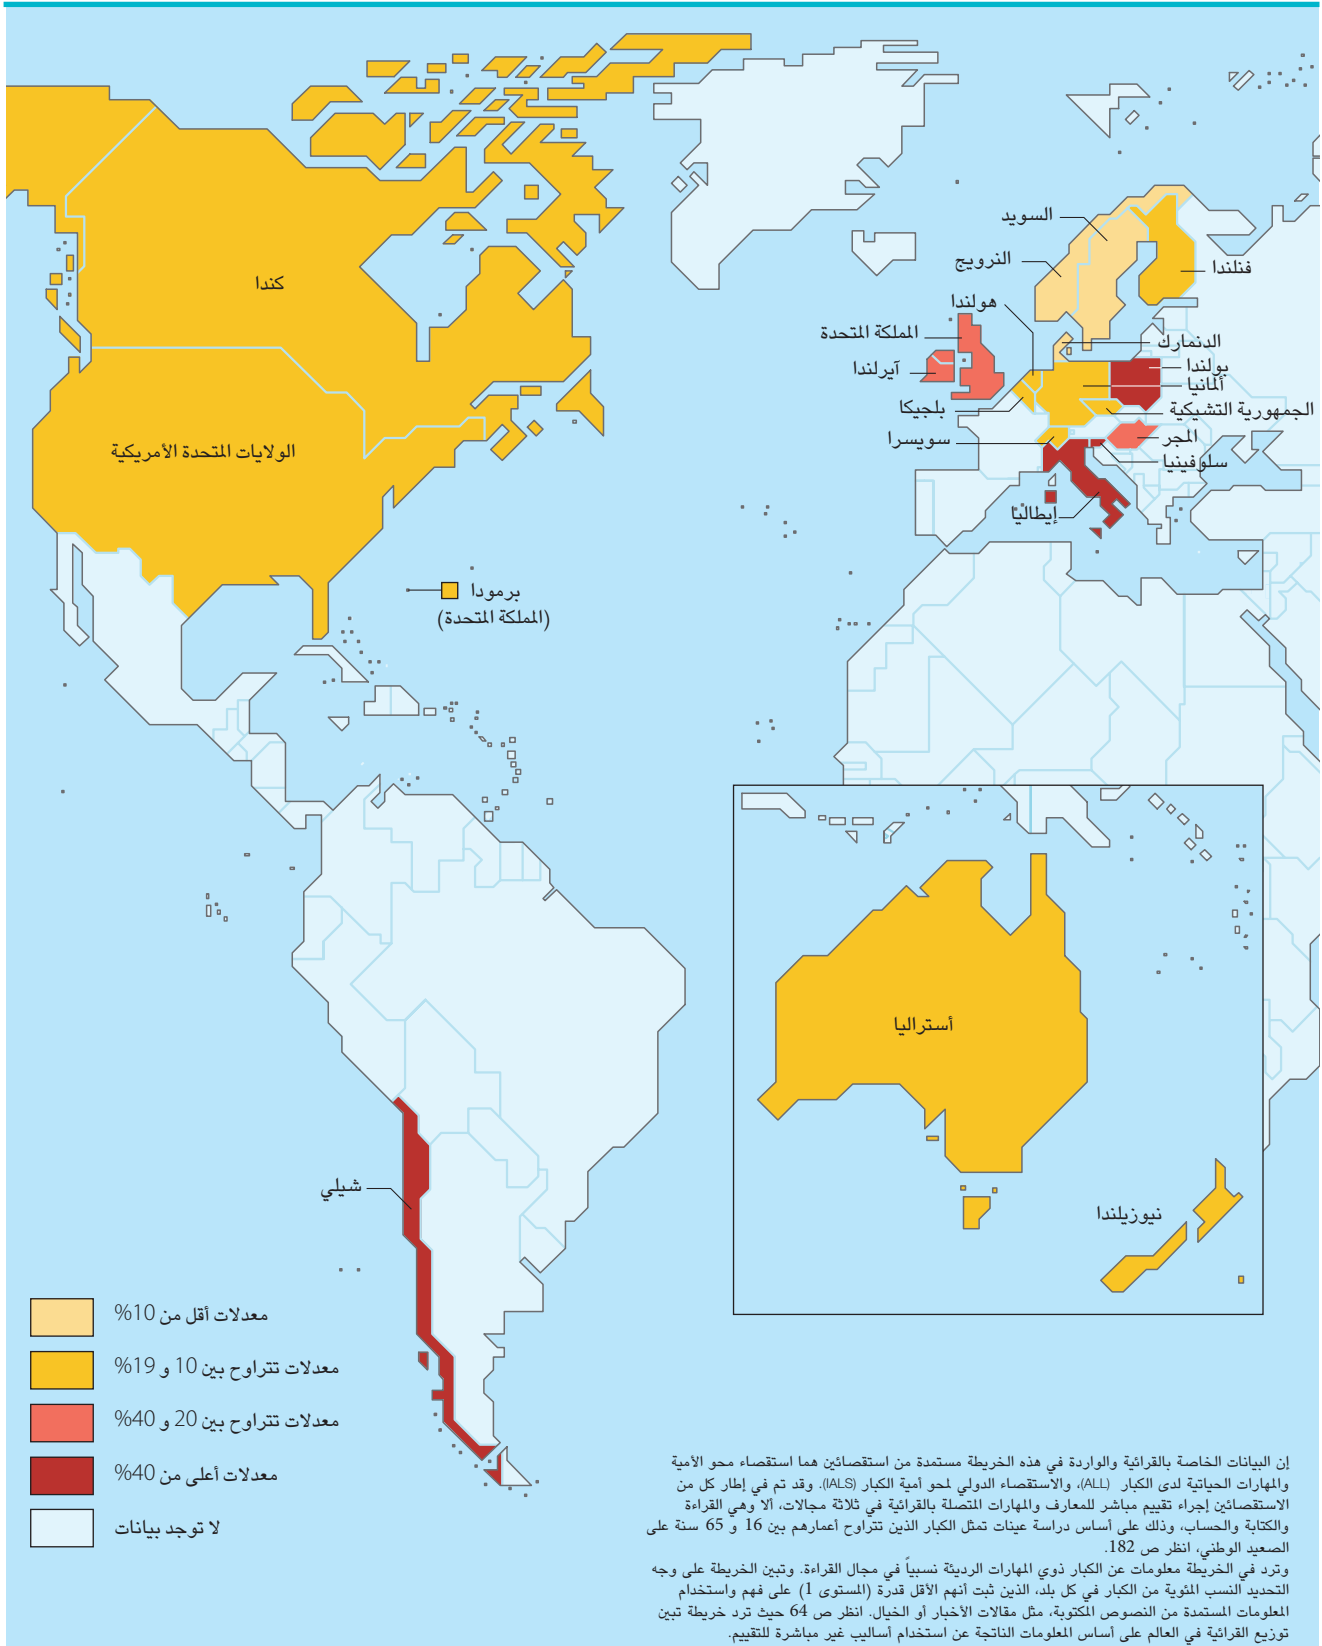 السويد
النرويج
فنلندا
هولندا
كندا
المملكة المتحدة
الدنمارك
آيرلندا
بولندا
ألمانيا
بلجيكا
الجمهورية التشيكية
سويسرا
المجر
الولايات المتحدة الأمريكية
سلوفينيا
إيطاليا
برمودا
(المملكة المتحدة)
أستراليا
شيلي
نيوزيلندا
معدلات أقل من 10%
معدلات تتراوح بين 10 و 19%
معدلات تتراوح بين 20 و 40%
معدلات أعلى من 40%
لا توجد بيانات
إن البيانات الخاصة بالقرائية والواردة في هذه الخريطة مستمدة من استقصائين هما استقصاء محو الأمية
والمهارات الحياتية لدى الكبار (ALL)، والاستقصاء الدولي لمحو أمية الكبار (IALS). وقد تم في إطار كل من
الاستقصائين إجراء تقييم مباشر للمعارف والمهارات المتصلة بالقرائية في ثلاثة مجالات، ألا وهي القراءة
والكتابة والحساب، وذلك على أساس دراسة عينات تمثل الكبار الذين تتراوح أعمارهم بين 16 و 65 سنة على
الصعيد الوطني، انظر ص 182.
وترد في الخريطة معلومات عن الكبار ذوي المهارات الرديئة نسبياً في مجال القراءة. وتبين الخريطة على وجه
التحديد النسب المئوية من الكبار في كل بلد، الذين ثبت أنهم الأقل قدرة (المستوى 1) على فهم واستخدام
المعلومات المستمدة من النصوص المكتوبة، مثل مقالات الأخبار أو الخيال. انظر ص 64 حيث ترد خريطة تبين
توزيع القرائية في العالم على أساس المعلومات الناتجة عن استخدام أساليب غير مباشرة للتقييم.